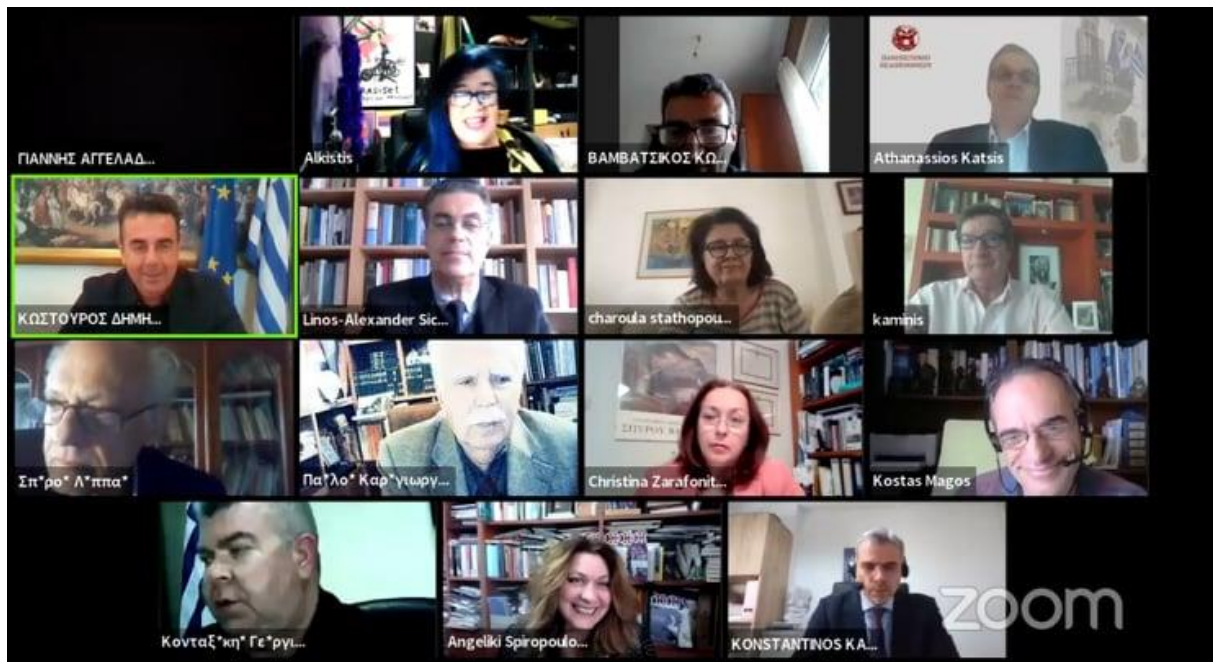 ΓΙΑΝΝΗΣ ΑΓΓΕΛΑΔ...
Alkistis
ΒΑΜΒΑΤΣΙΚΟΣ ΚΩ...
Athanassios Katsis
ΚΩΣΤΟΥΡΟΣ ΔΗΜΗ...
Linos-Alexander Sic...
charoula stathopou...
kaminis
Σπ*ρο* Λ*ππα*
Πα*λο* Καρ*γιωργ...
Christina Zarafonit...
Kostas Magos
Κονταξ*κη* Γε*ργι...
Angeliki Spiropoulo...
KONSTANTINOS KA...
zoom